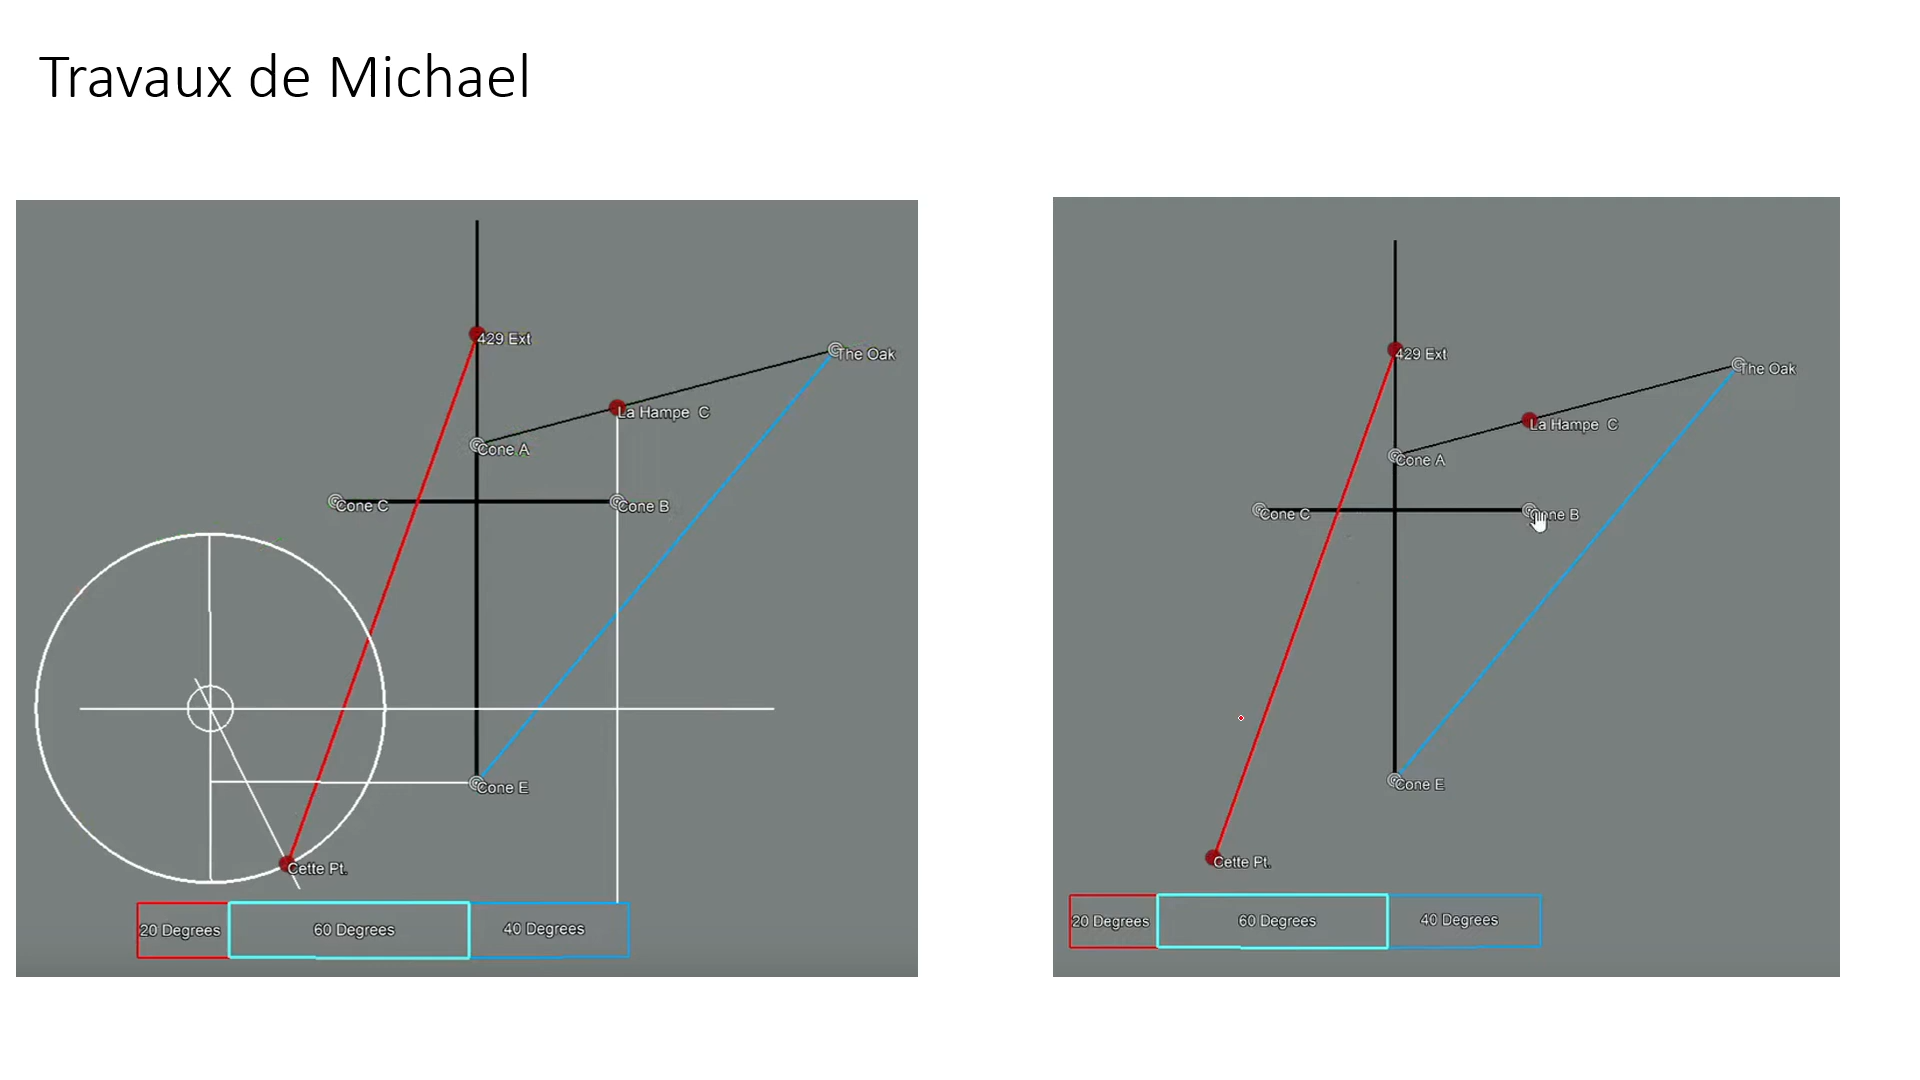 Travaux de Michael
429 Ext
The Oak
La Hampe C
Cone A
Cone C
Cone B
Cone E
Cette Pt.
20 Degrees
60 Degrees
40 Degrees
429 Ext
The Oak
La Hampe C
Cone A
Cone C
Cone B
Cone E
Cette Pt.
20 Degrees
60 Degrees
40 Degrees